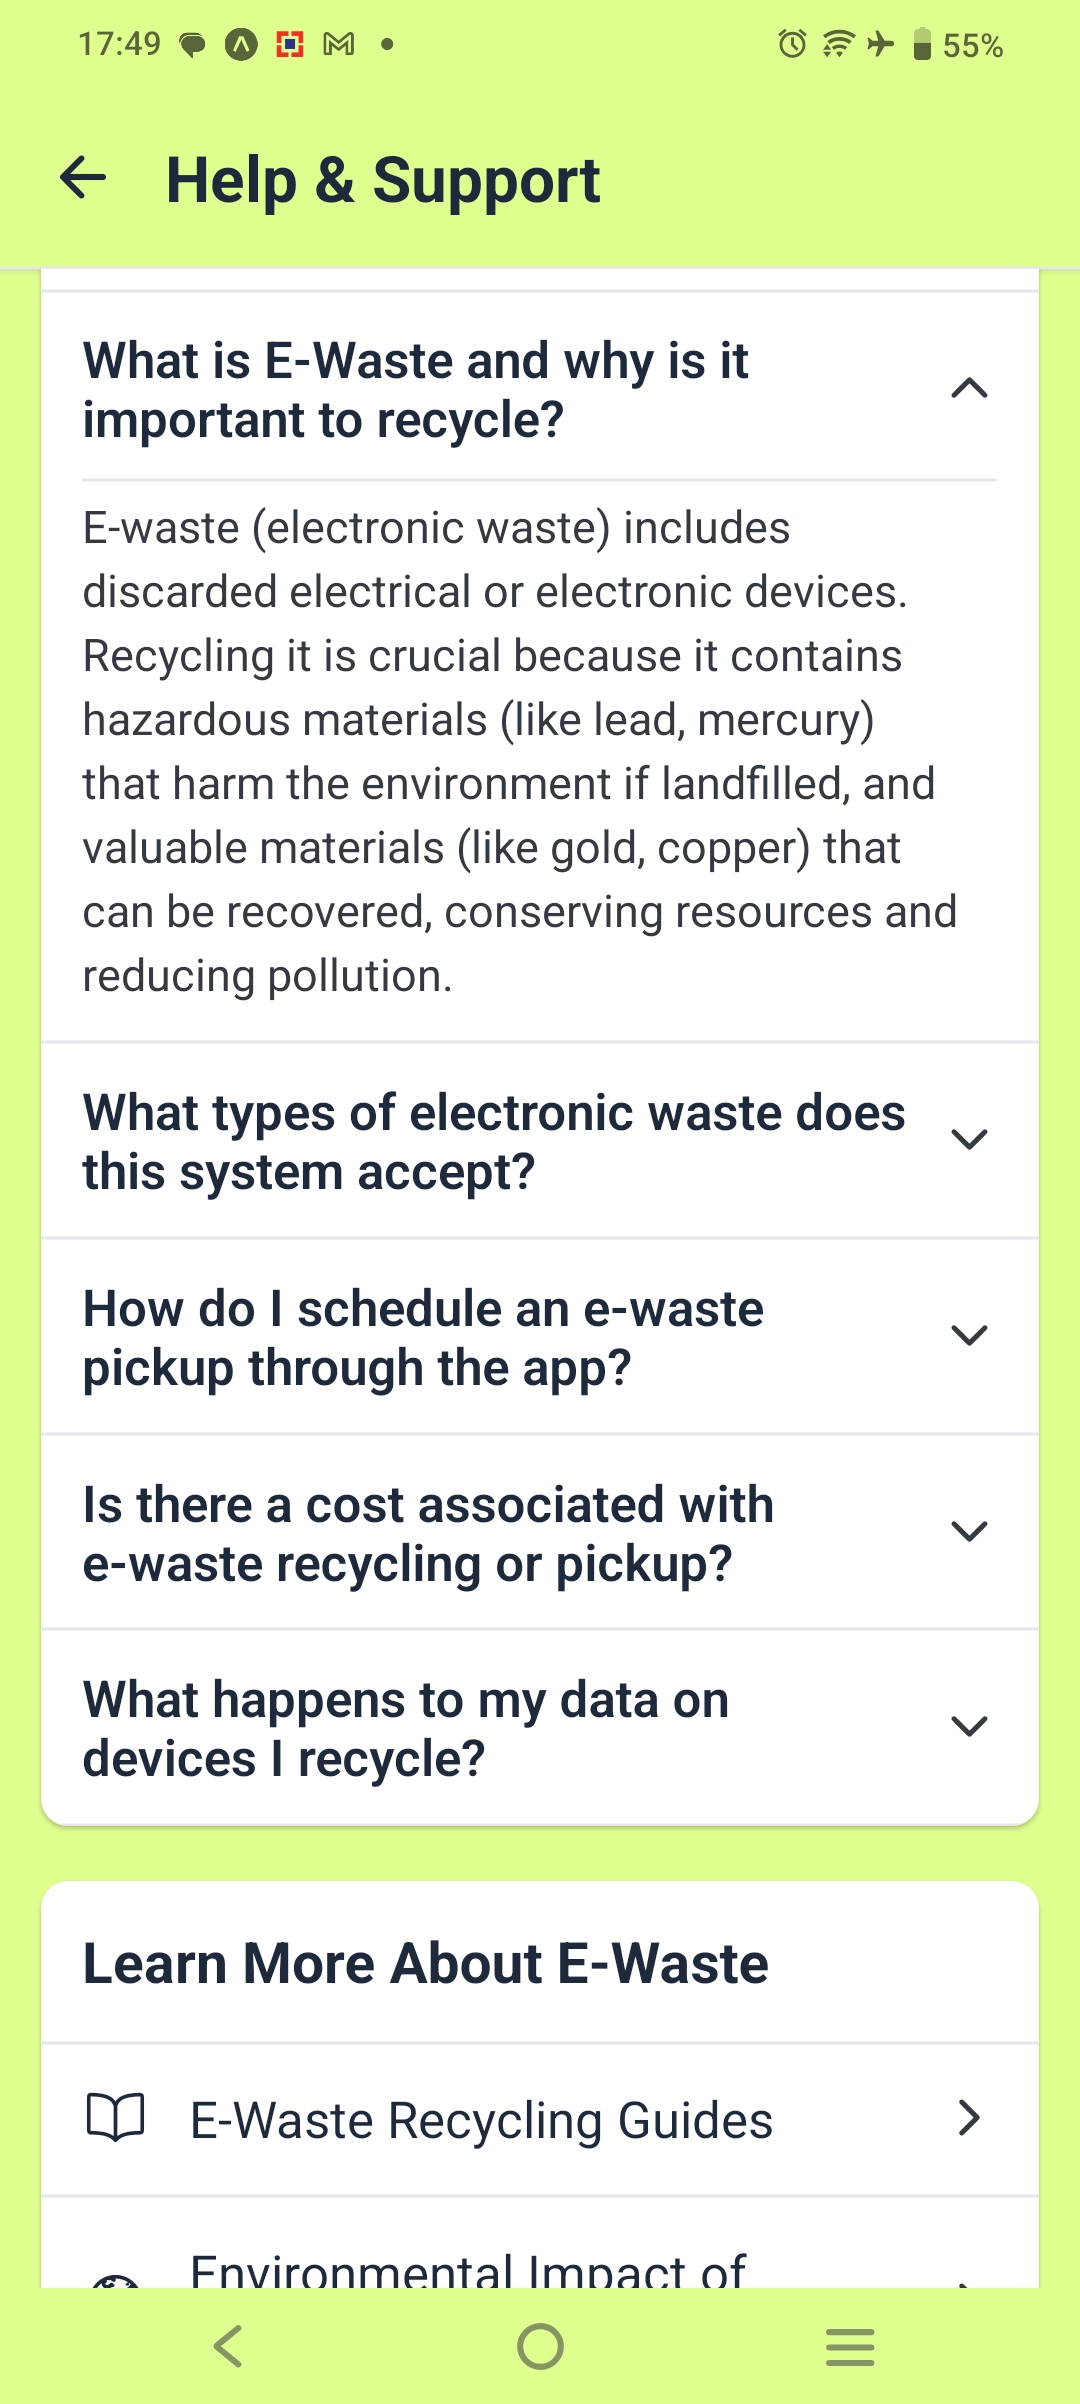 17:49
55%
Help & Support
What is E-Waste and why is it
important to recycle?
E-waste (electronic waste) includes
discarded electrical or electronic devices.
Recycling it is crucial because it contains
hazardous materials (like lead, mercury)
that harm the environment if landfilled, and
valuable materials (like gold, copper) that
can be recovered, conserving resources and
reducing pollution.
What types of electronic waste does
this system accept?
How do I schedule an e-waste
pickup through the app?
Is there a cost associated with
e-waste recycling or pickup?
What happens to my data on
devices I recycle?
Learn More About E-Waste
E-Waste Recycling Guides
Environmental Impact of